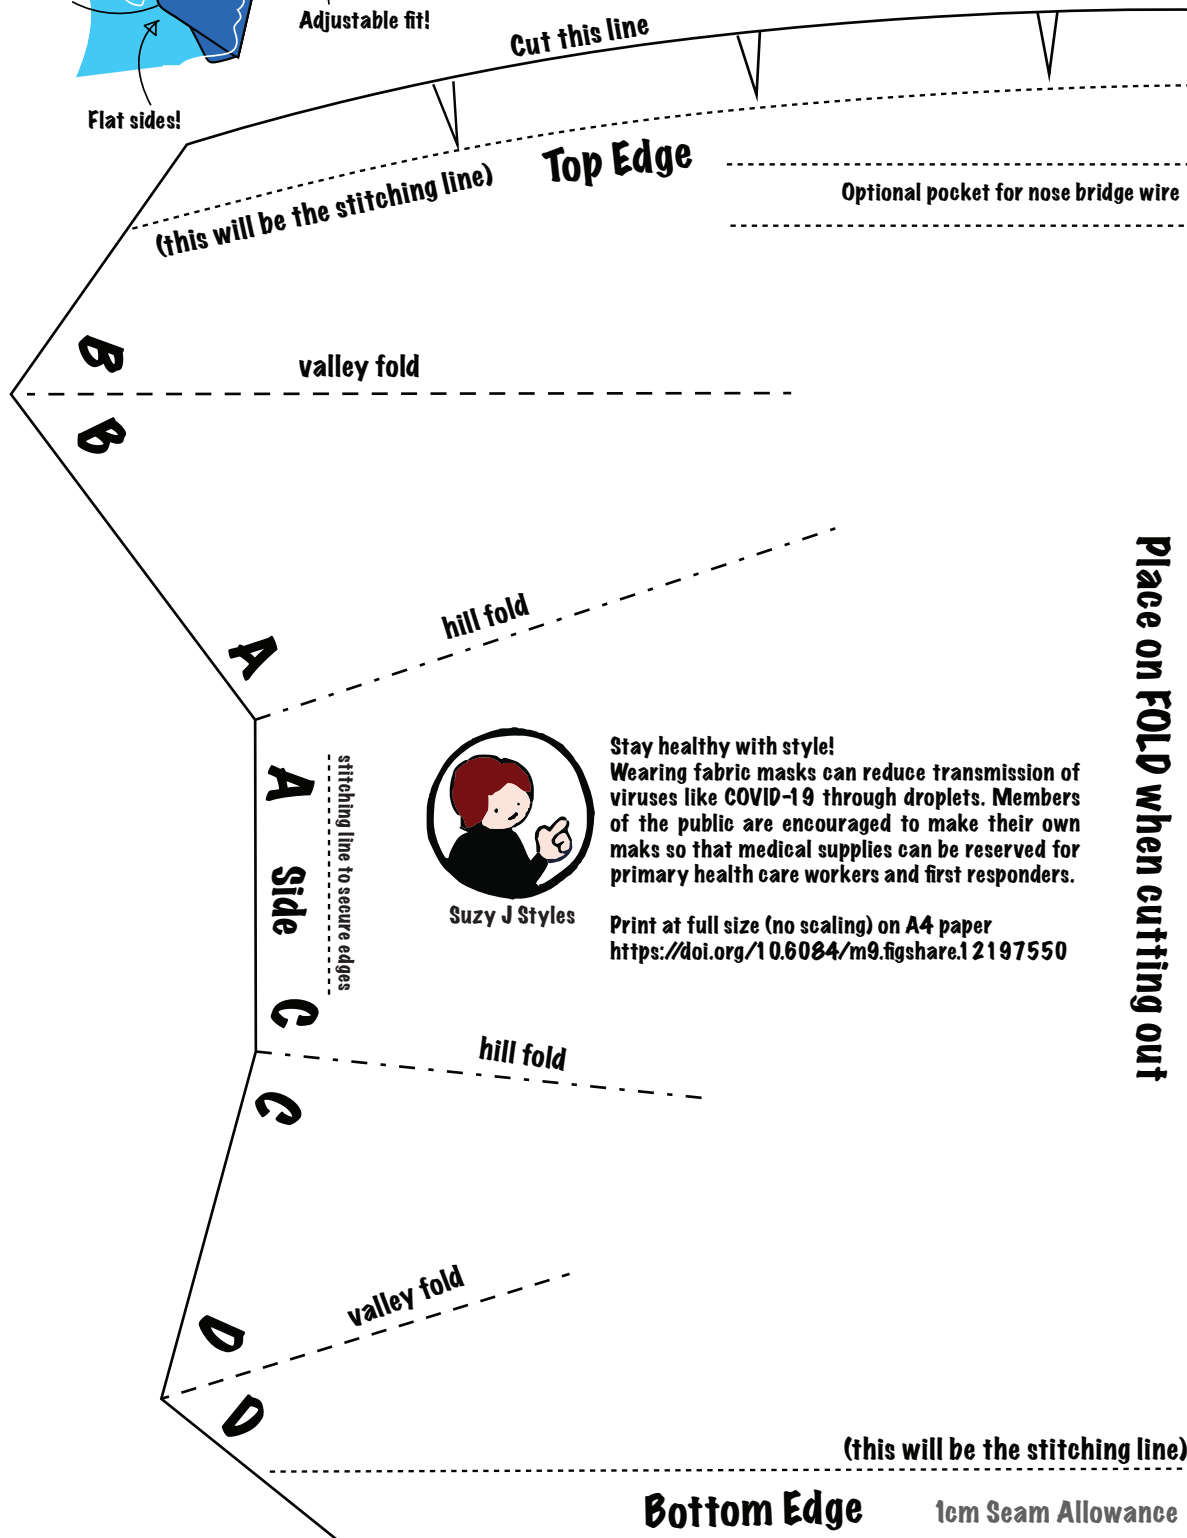 Adjustable fit!
Cut this line
Flat sides!
Top Edge
(this will be the stitching line)
Optional pocket for nose bridge wire
B
valley fold
B
hill fold
A
A
Side
C
stitching line to secure edges
Suzy J Styles
Stay healthy with style!
Wearing fabric masks can reduce transmission of
viruses like COVID-19 through droplets. Members
of the public are encouraged to make their own
maks so that medical supplies can be reserved for
primary health care workers and first responders.
Print at full size (no scaling) on A4 paper
https://doi.org/10.6084/m9.figshare.12197550
Place on FOLD when cutting out
hill fold
C
valley fold
D
D
(this will be the stitching line)
Bottom Edge
1cm Seam Allowance